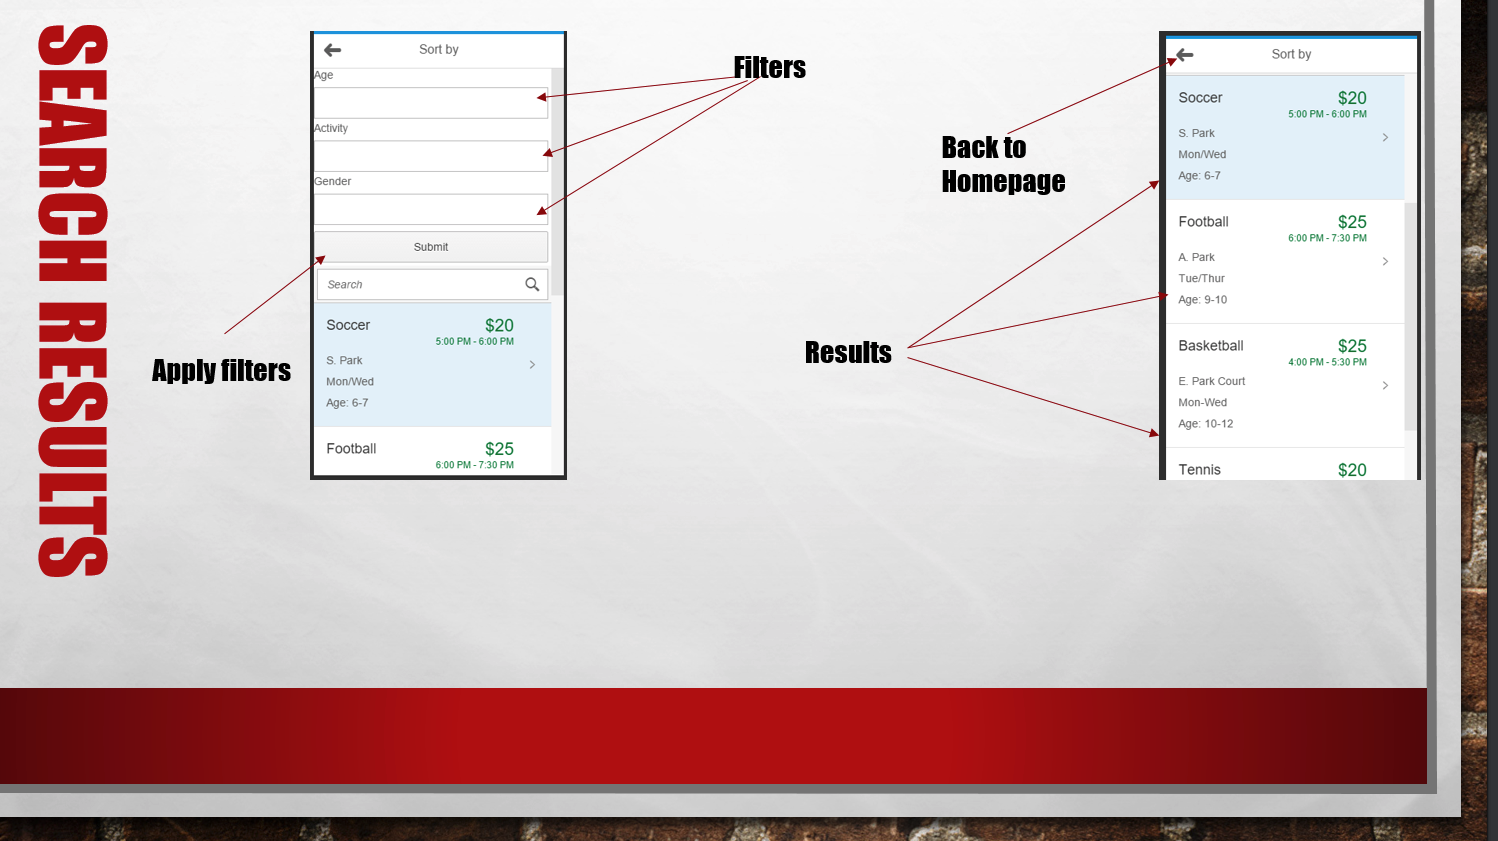 SEARCH RESULTS
Sort by
Age
Activity
Gender
Submit
Search
Soccer $20
5:00 PM - 6:00 PM
S. Park
Mon/Wed
Age: 6-7
Football $25
6:00 PM - 7:30 PM
Filters
Apply filters
Back to
Homepage
Results
Sort by
Soccer $20
5:00 PM - 6:00 PM
S. Park
Mon/Wed
Age: 6-7
Football $25
6:00 PM - 7:30 PM
A. Park
Tue/Thur
Age: 9-10
Basketball $25
4:00 PM - 5:30 PM
E. Park Court
Mon-Wed
Age: 10-12
Tennis $20